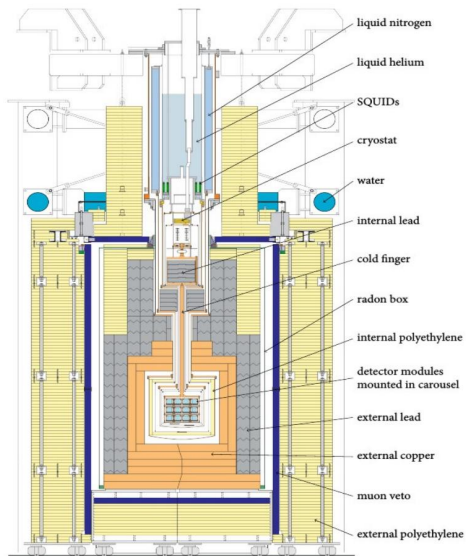 liquid nitrogen
liquid helium
SQUIDs
cryostat
water
internal lead
cold finger
radon box
internal polyethylene
detector modules
mounted in carousel
external lead
external copper
muon veto
external polyethylene